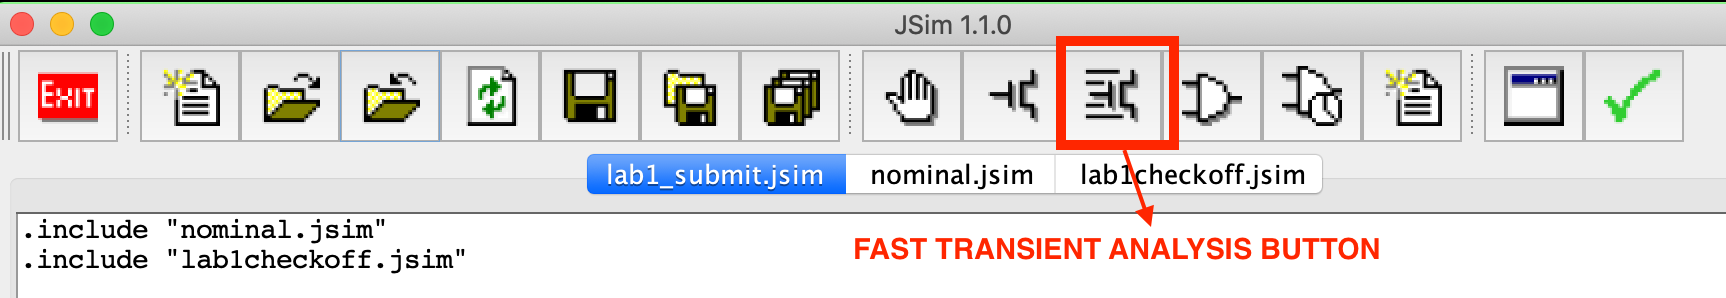 JSim 1.1.0
EXIT
lab1_submit.jsim nominal.jsim lab1checkoff.jsim
.include "nominal.jsim"
.include "lab1checkoff.jsim"
FAST TRANSIENT ANALYSIS BUTTON